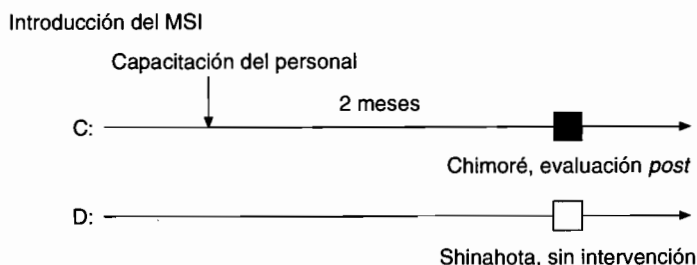 Introducción del MSI
Capacitación del personal
2 meses
C:
Chimoré, evaluación post
D:
Shinahota, sin intervención